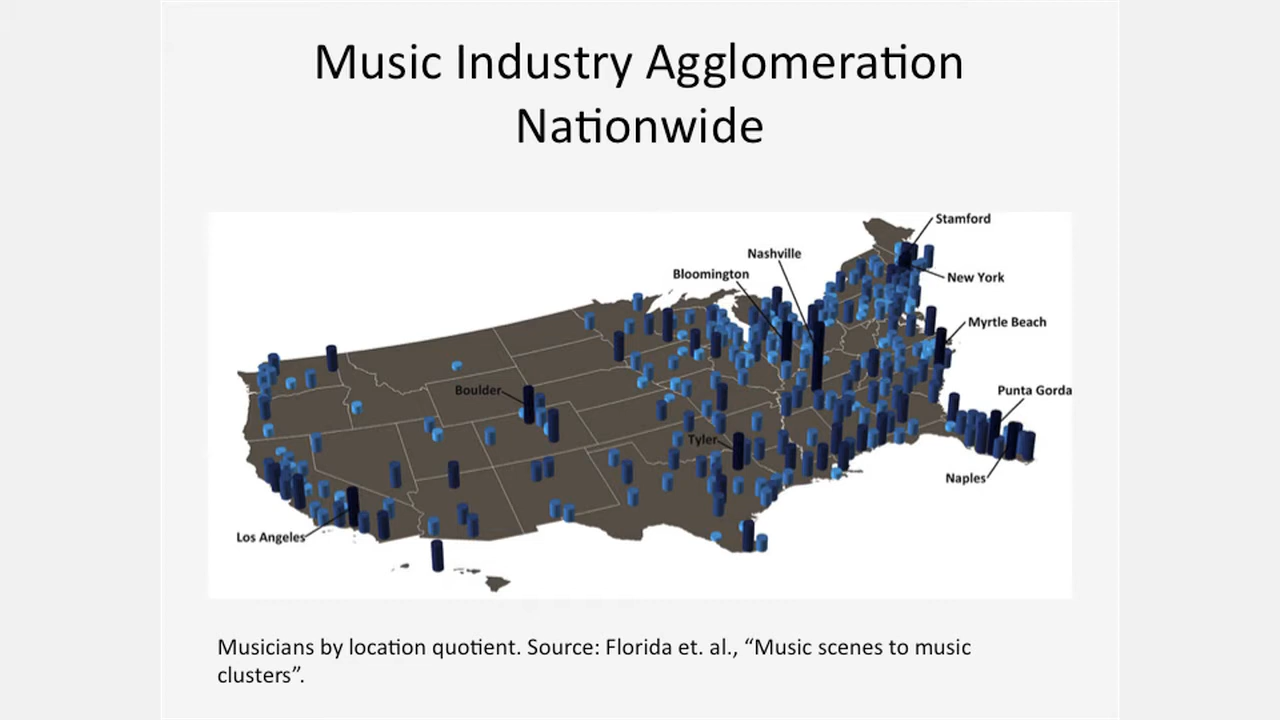 Music Industry Agglomeration
Nationwide
Stamford
Nashville
Bloomington
New York
Myrtle Beach
Boulder
Punta Gorda
Tyler
Naples
Los Angeles
Musicians by location quotient. Source: Florida et. al., “Music scenes to music
clusters”.